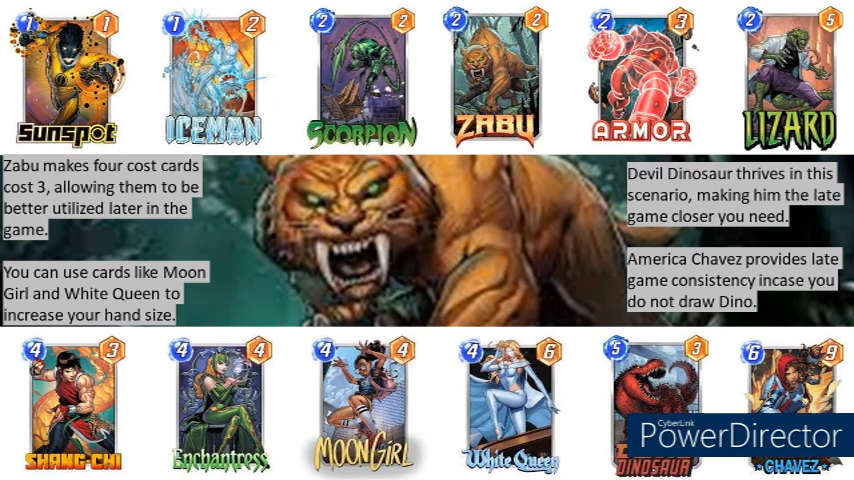 1 1 1 2 2 2 2 2 2 3 2 5
SUNSPOT ICEMAN SCORPION ZABU ARMOR LIZARD
Zabu makes four cost cards
cost 3, allowing them to be
better utilized later in the
game.
You can use cards like Moon
Girl and White Queen to
increase your hand size.
Devil Dinosaur thrives in this
scenario, making him the late
game closer you need.
America Chavez provides late
game consistency incase you
do not draw Dino.
4 3 4 4 4 4 4 6 5 3 6 9
SHANG-CHI Enchantress MOON GIRL White Queen DINOSAUR CHAVEZ
CyberLink
PowerDirector